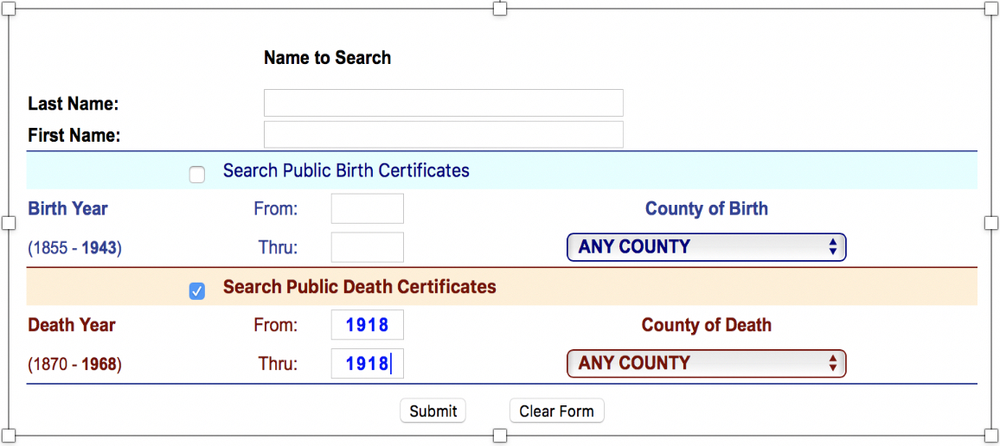 Name to Search
Last Name:
First Name:
Search Public Birth Certificates
Birth Year From: County of Birth
(1855 - 1943) Thru: ANY COUNTY
Search Public Death Certificates
Death Year From: 1918 County of Death
(1870 - 1968) Thru: 1918 ANY COUNTY
Submit Clear Form